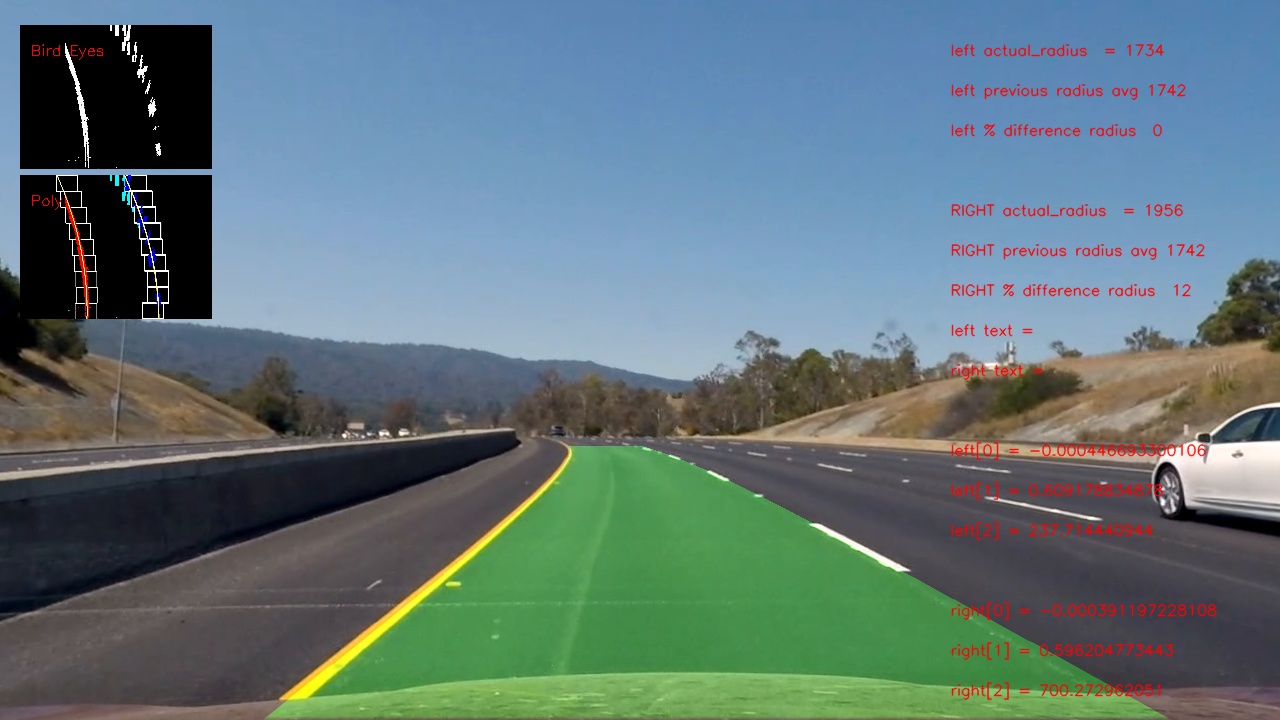 Bird Eyes
Poly
left actual_radius = 1734
left previous radius avg 1742
left % difference radius 0
RIGHT actual_radius = 1956
RIGHT previous radius avg 1742
RIGHT % difference radius 12
left text =
right text =
left[0] = -0.000446693300106
left[1] = 0.609178834878
left[2] = 237.714440944
right[0] = -0.000391197228108
right[1] = 0.596204773443
right[2] = 700.272962051